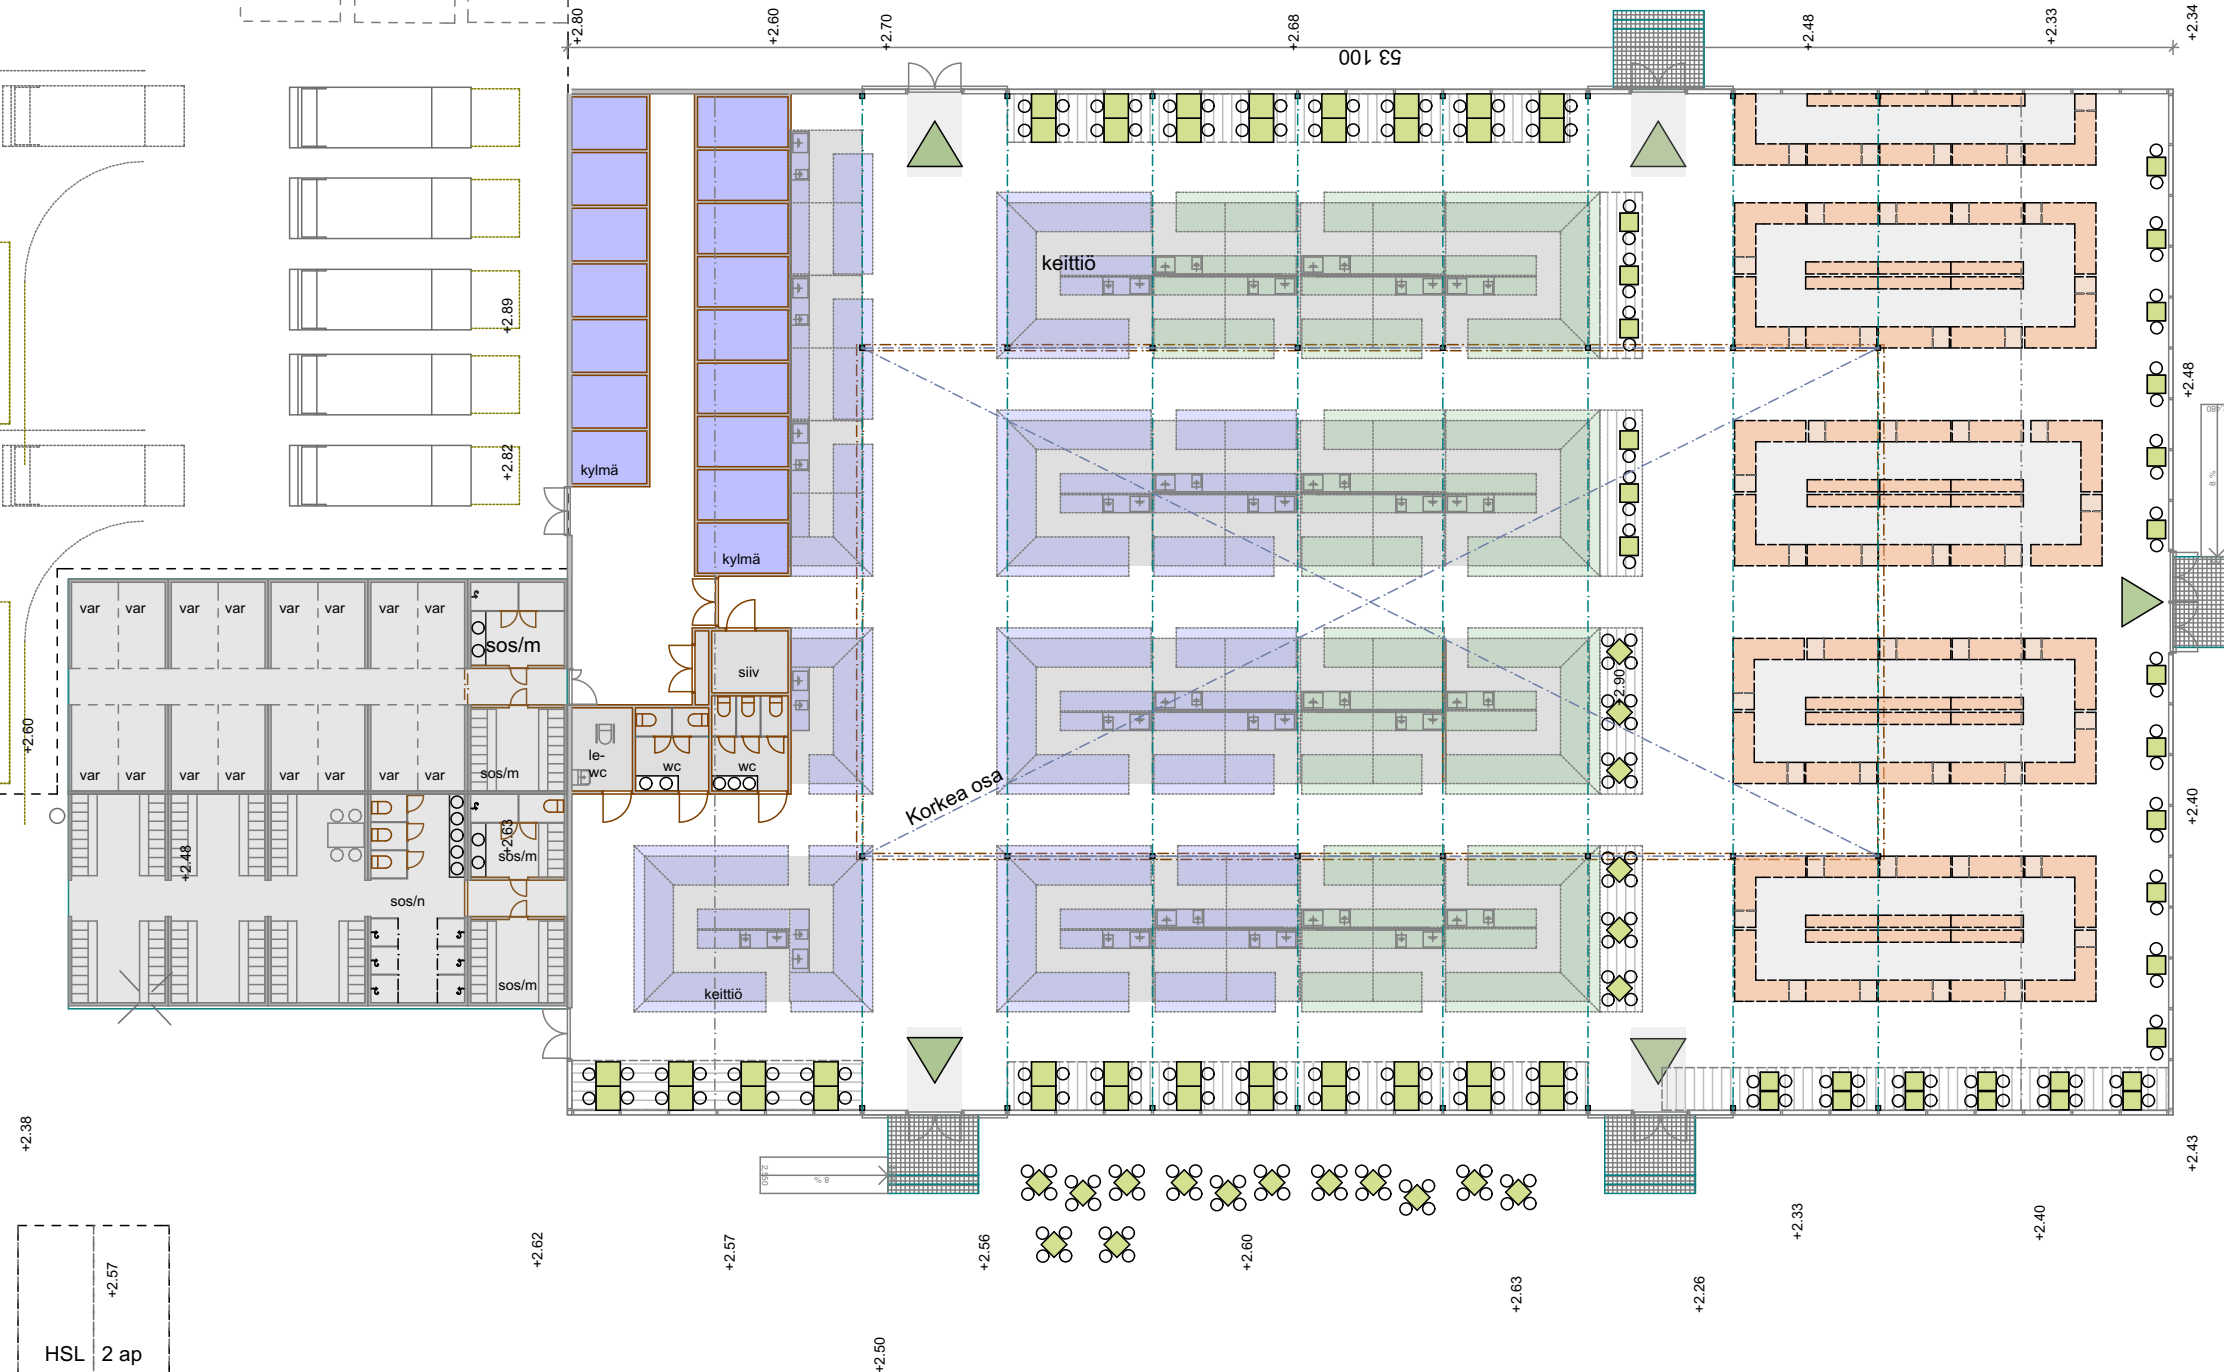 +2.80
+2.60
+2.70
+2.68
+2.48
+2.33
+2.34
53 100
keittiö
+2.89
+2.82
kylmä
kylmä
+2.48
8 %
var var var var var var var var
sos/m
siiv
+2.90
+2.60
le-
wc
wc
wc
var var var var var var var var
sos/m
Korkea osa
+2.40
+2.63
sos/m
+2.48
sos/n
sos/m
keittiö
+2.38
+2.43
8 %
+2.62
+2.57
+2.56
+2.60
+2.33
+2.40
+2.57
+2.63
+2.26
HSL 2 ap
+2.50